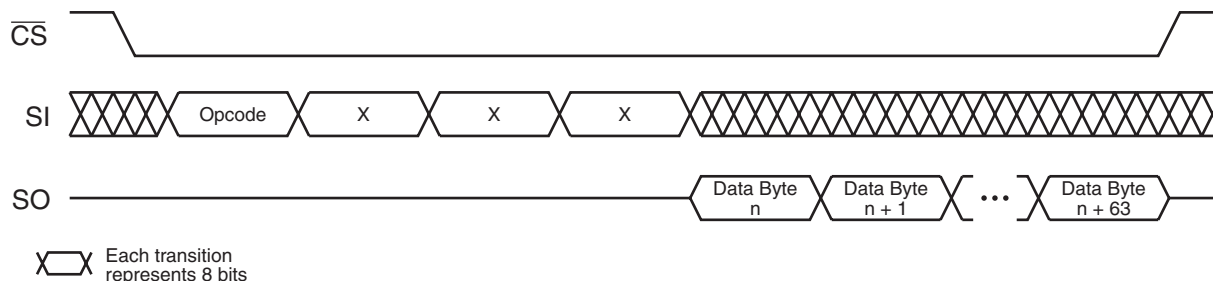 CS
SI
Opcode
X
X
X
SO
Data Byte
n
Data Byte
n + 1
•••
Data Byte
n + 63
Each transition
represents 8 bits